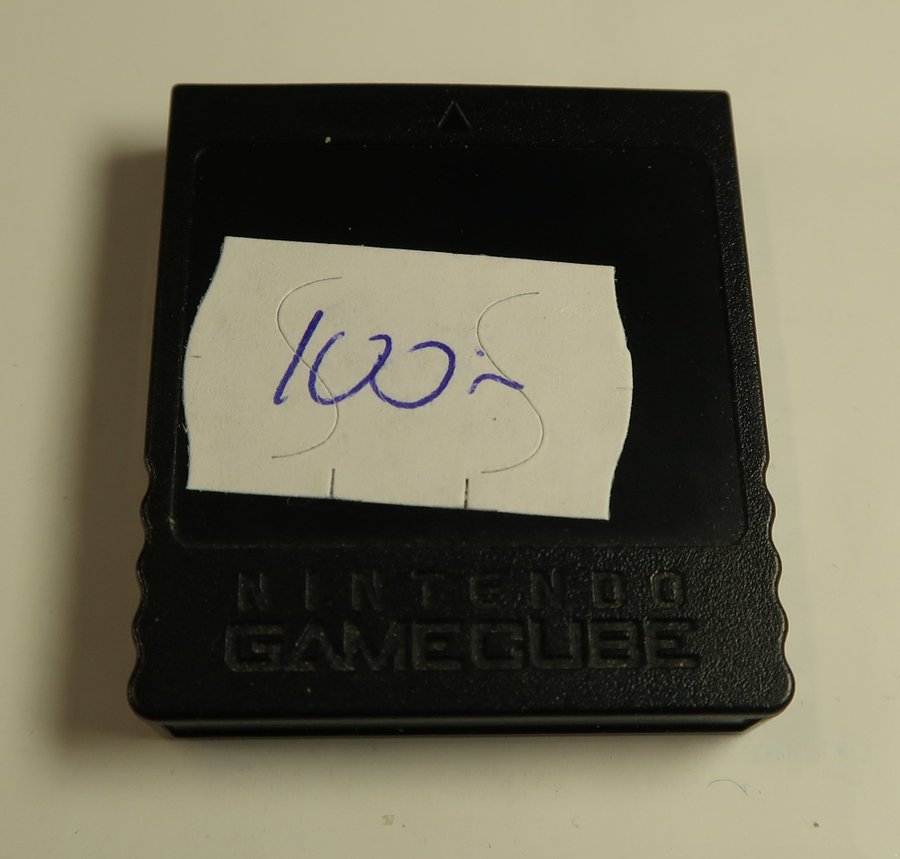 100:-
NINTENDO
GAMECUBE